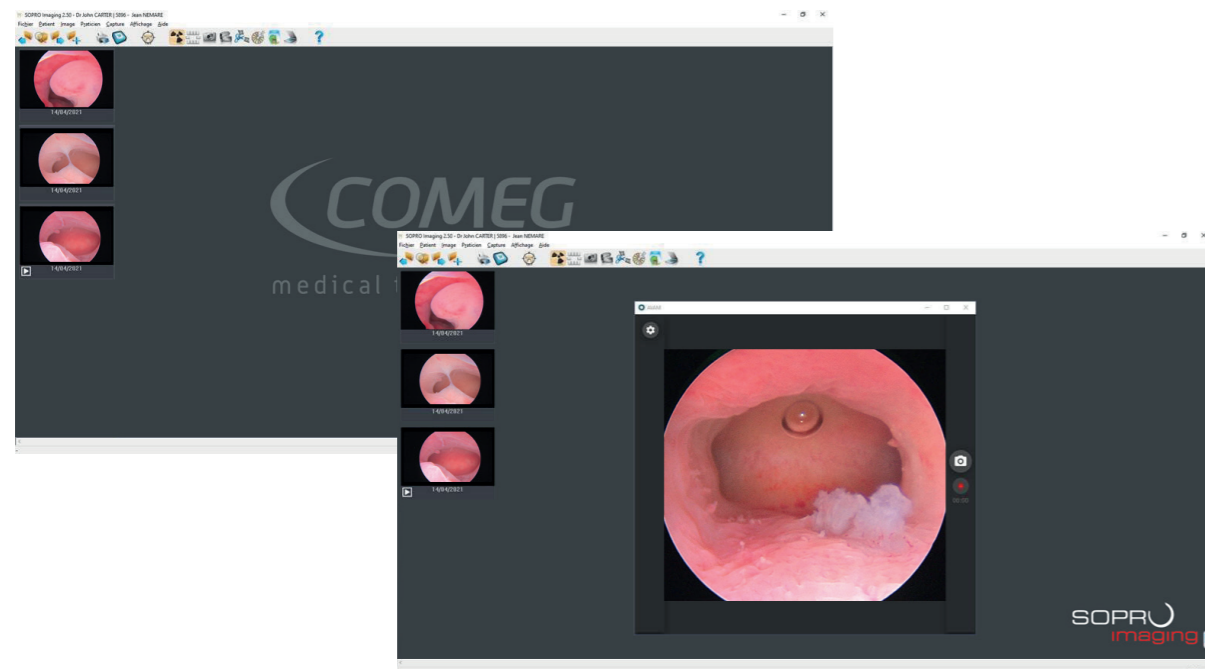 SOPRO Imaging 2.50 - Dr John CARTER | 5096 - Jean NEMARE
Fichier Patient Image Praticien Capture Affichage Aide
14/04/2021
14/04/2021
14/04/2021
COMEG
medical
SOPRO Imaging 2.50 - Dr John CARTER | 5096 - Jean NEMARE
Fichier Patient Image Praticien Capture Affichage Aide
14/04/2021
14/04/2021
14/04/2021
SOPRO
imaging